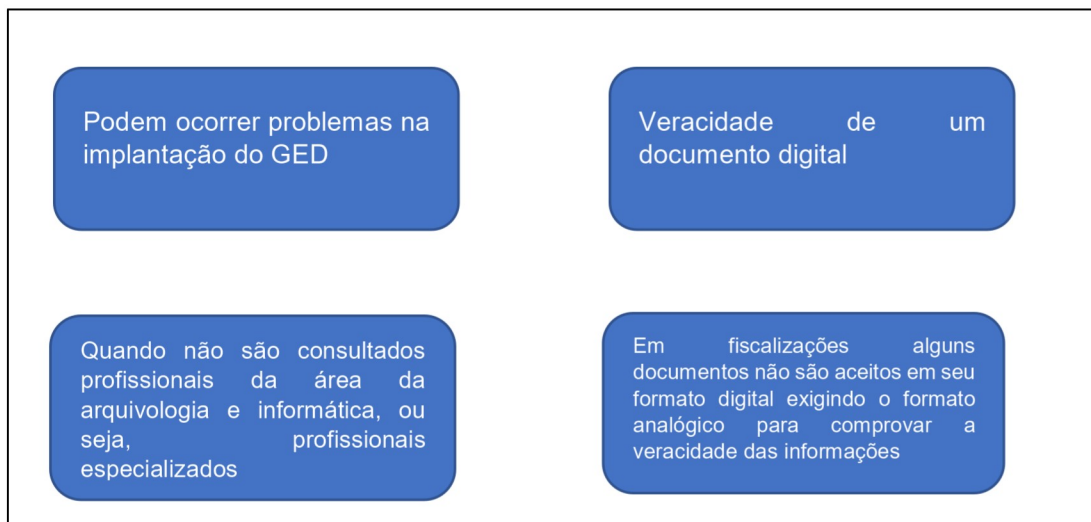 Podem ocorrer problemas na
implantação do GED
Veracidade de um
documento digital
Quando não são consultados
profissionais da área da
arquivologia e informática, ou
seja, profissionais
especializados
Em fiscalizações alguns
documentos não são aceitos em seu
formato digital exigindo o formato
analógico para comprovar a
veracidade das informações